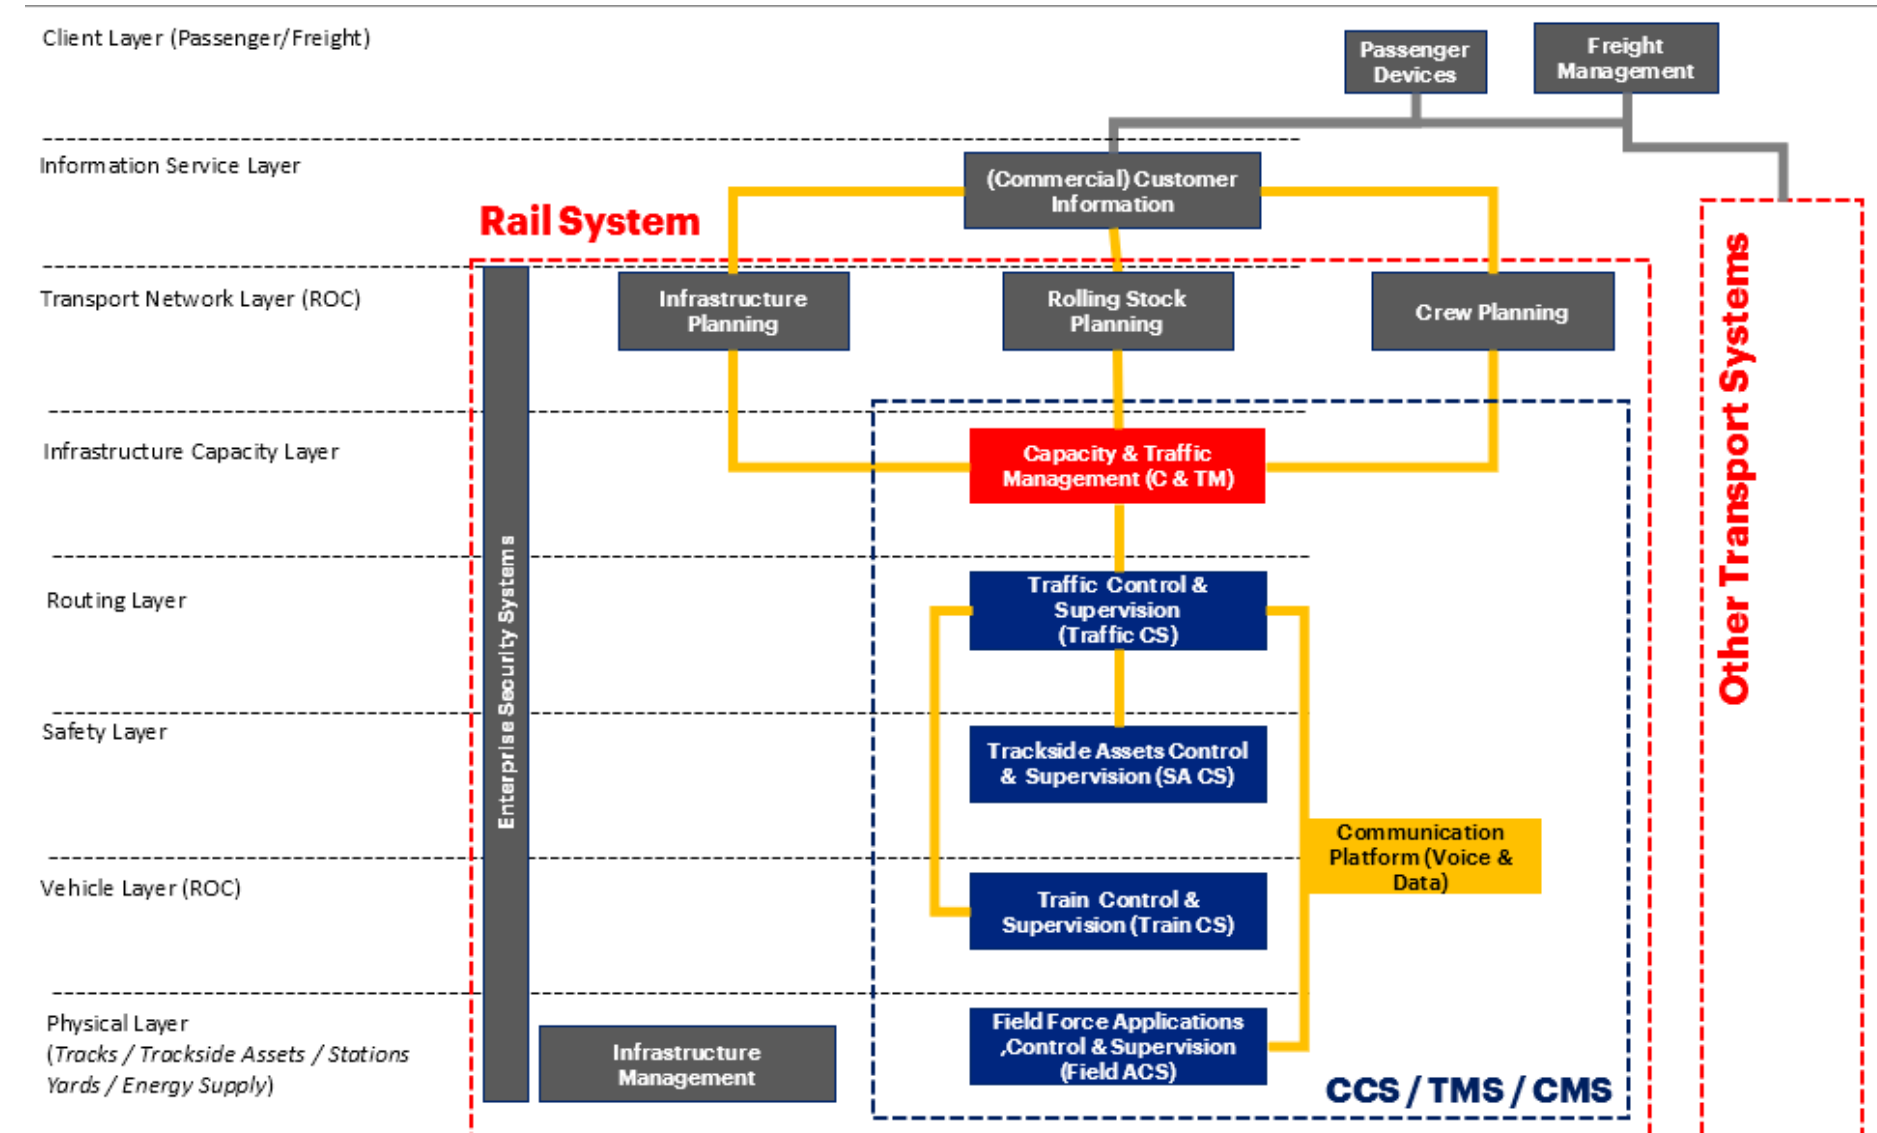 Client Layer (Passenger/Freight)
Passenger
Devices
Freight
Management
Information Service Layer
(Commercial) Customer
Information
Rail System
Transport Network Layer (ROC)
Infrastructure
Planning
Rolling Stock
Planning
Crew Planning
Other Transport Systems
Infrastructure Capacity Layer
Capacity & Traffic
Management (C & TM)
Enterprise Security Systems
Routing Layer
Traffic Control &
Supervision
(Traffic CS)
Safety Layer
Trackside Assets Control
& Supervision (SA CS)
Communication
Platform (Voice &
Data)
Vehicle Layer (ROC)
Train Control &
Supervision (Train CS)
Physical Layer
(Tracks / Trackside Assets / Stations
Yards / Energy Supply)
Infrastructure
Management
Field Force Applications
,Control & Supervision
(Field ACS)
CCS / TMS / CMS